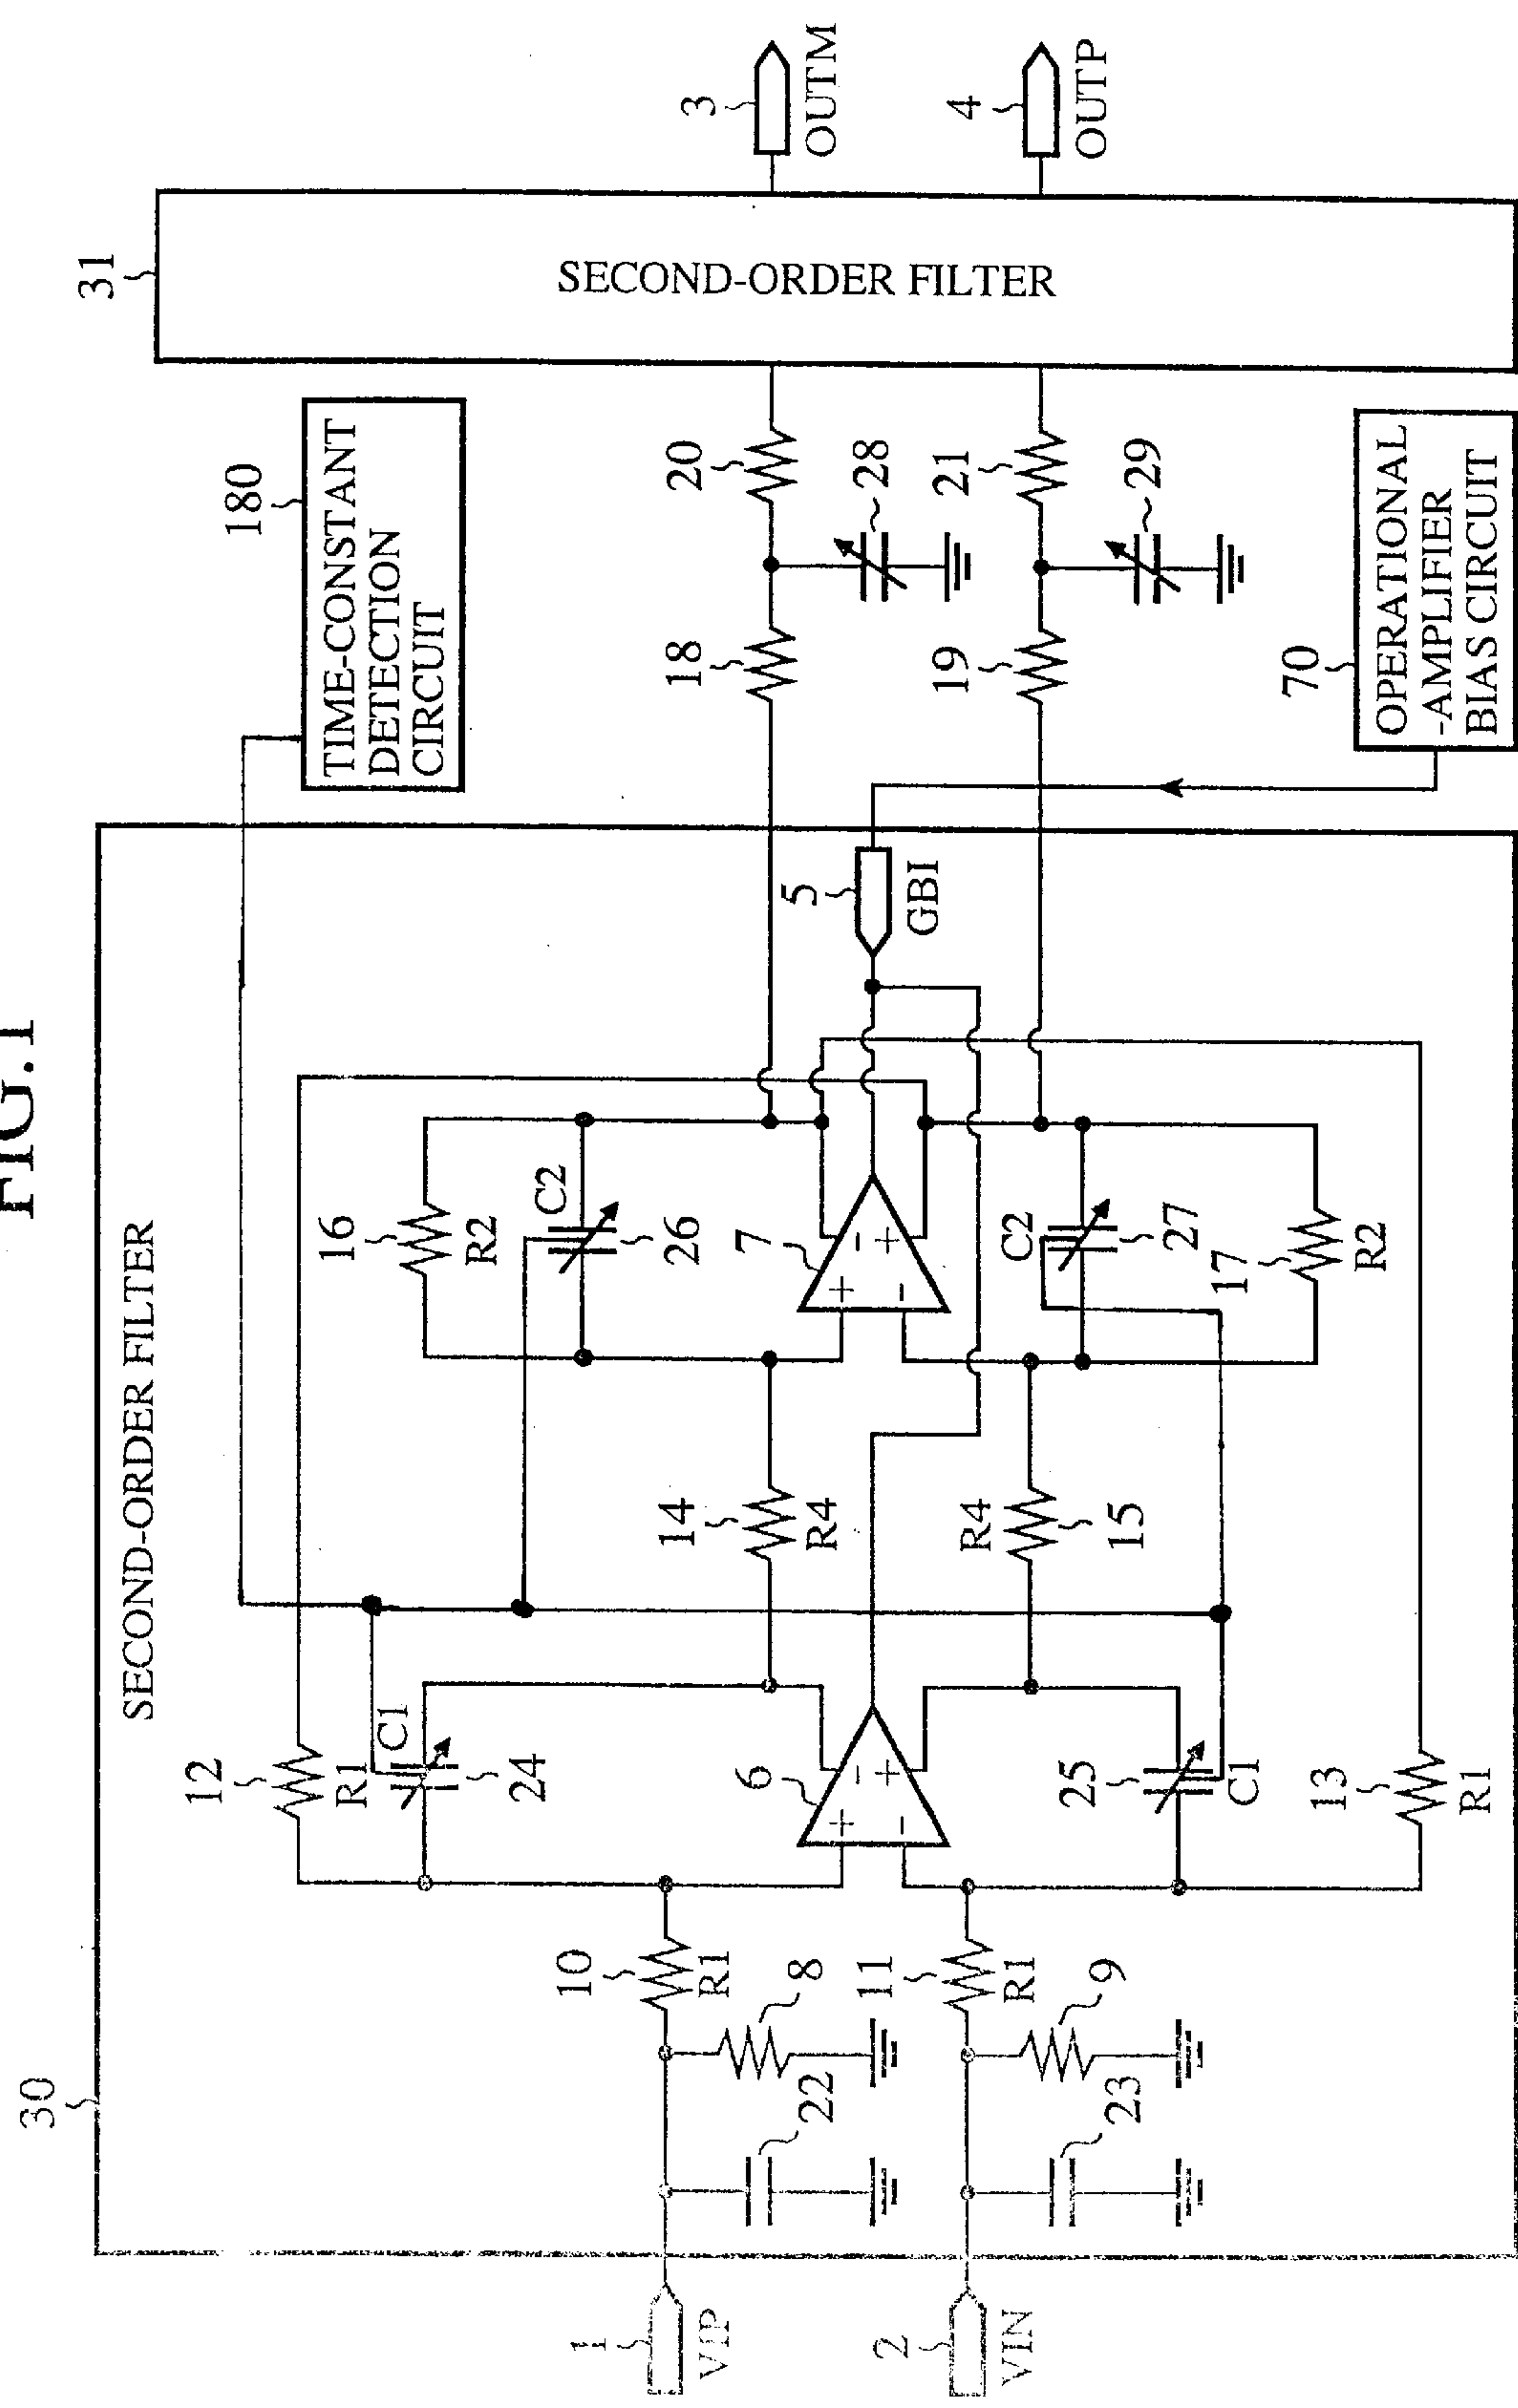 FIG.1
SECOND-ORDER FILTER
30
1
VIP
2
VIN
22
8
10
R1
23
9
11
R1
12
R1
C1
24
6
+
-
-
+
25
C1
13
R1
14
R4
R4
15
16
R2
C2
26
7
+
-
-
+
C2
27
17
R2
5
GBI
180
TIME-CONSTANT
DETECTION
CIRCUIT
18
20
28
19
21
29
70
OPERATIONAL
-AMPLIFIER
BIAS CIRCUIT
31
SECOND-ORDER FILTER
3
OUTM
4
OUTP